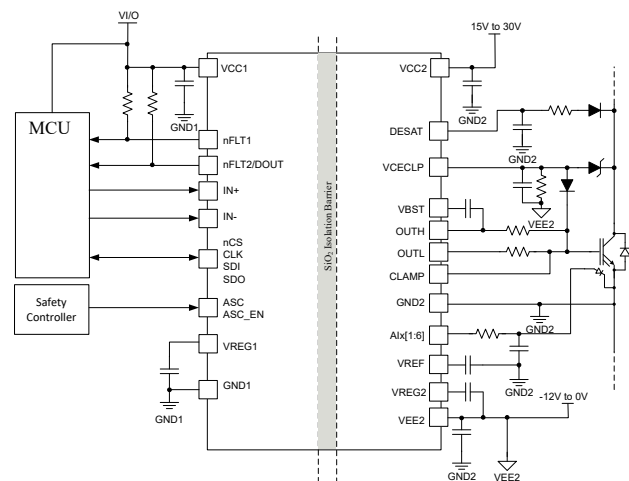 VI/O
15V to 30V
VCC1
VCC2
GND1
GND2
MCU
DESAT
nFLT1
GND2
nFLT2/DOUT
VCECLP
IN+
VBST
VEE2
IN-
OUTH
SiO2 Isolation Barrier
nCS
CLK
SDI
SDO
OUTL
CLAMP
Safety
Controller
ASC
ASC_EN
GND2
GND2
AIx[1:6]
VREG1
VREF
GND2
GND1
VREG2
-12V to 0V
GND1
VEE2
GND2
VEE2